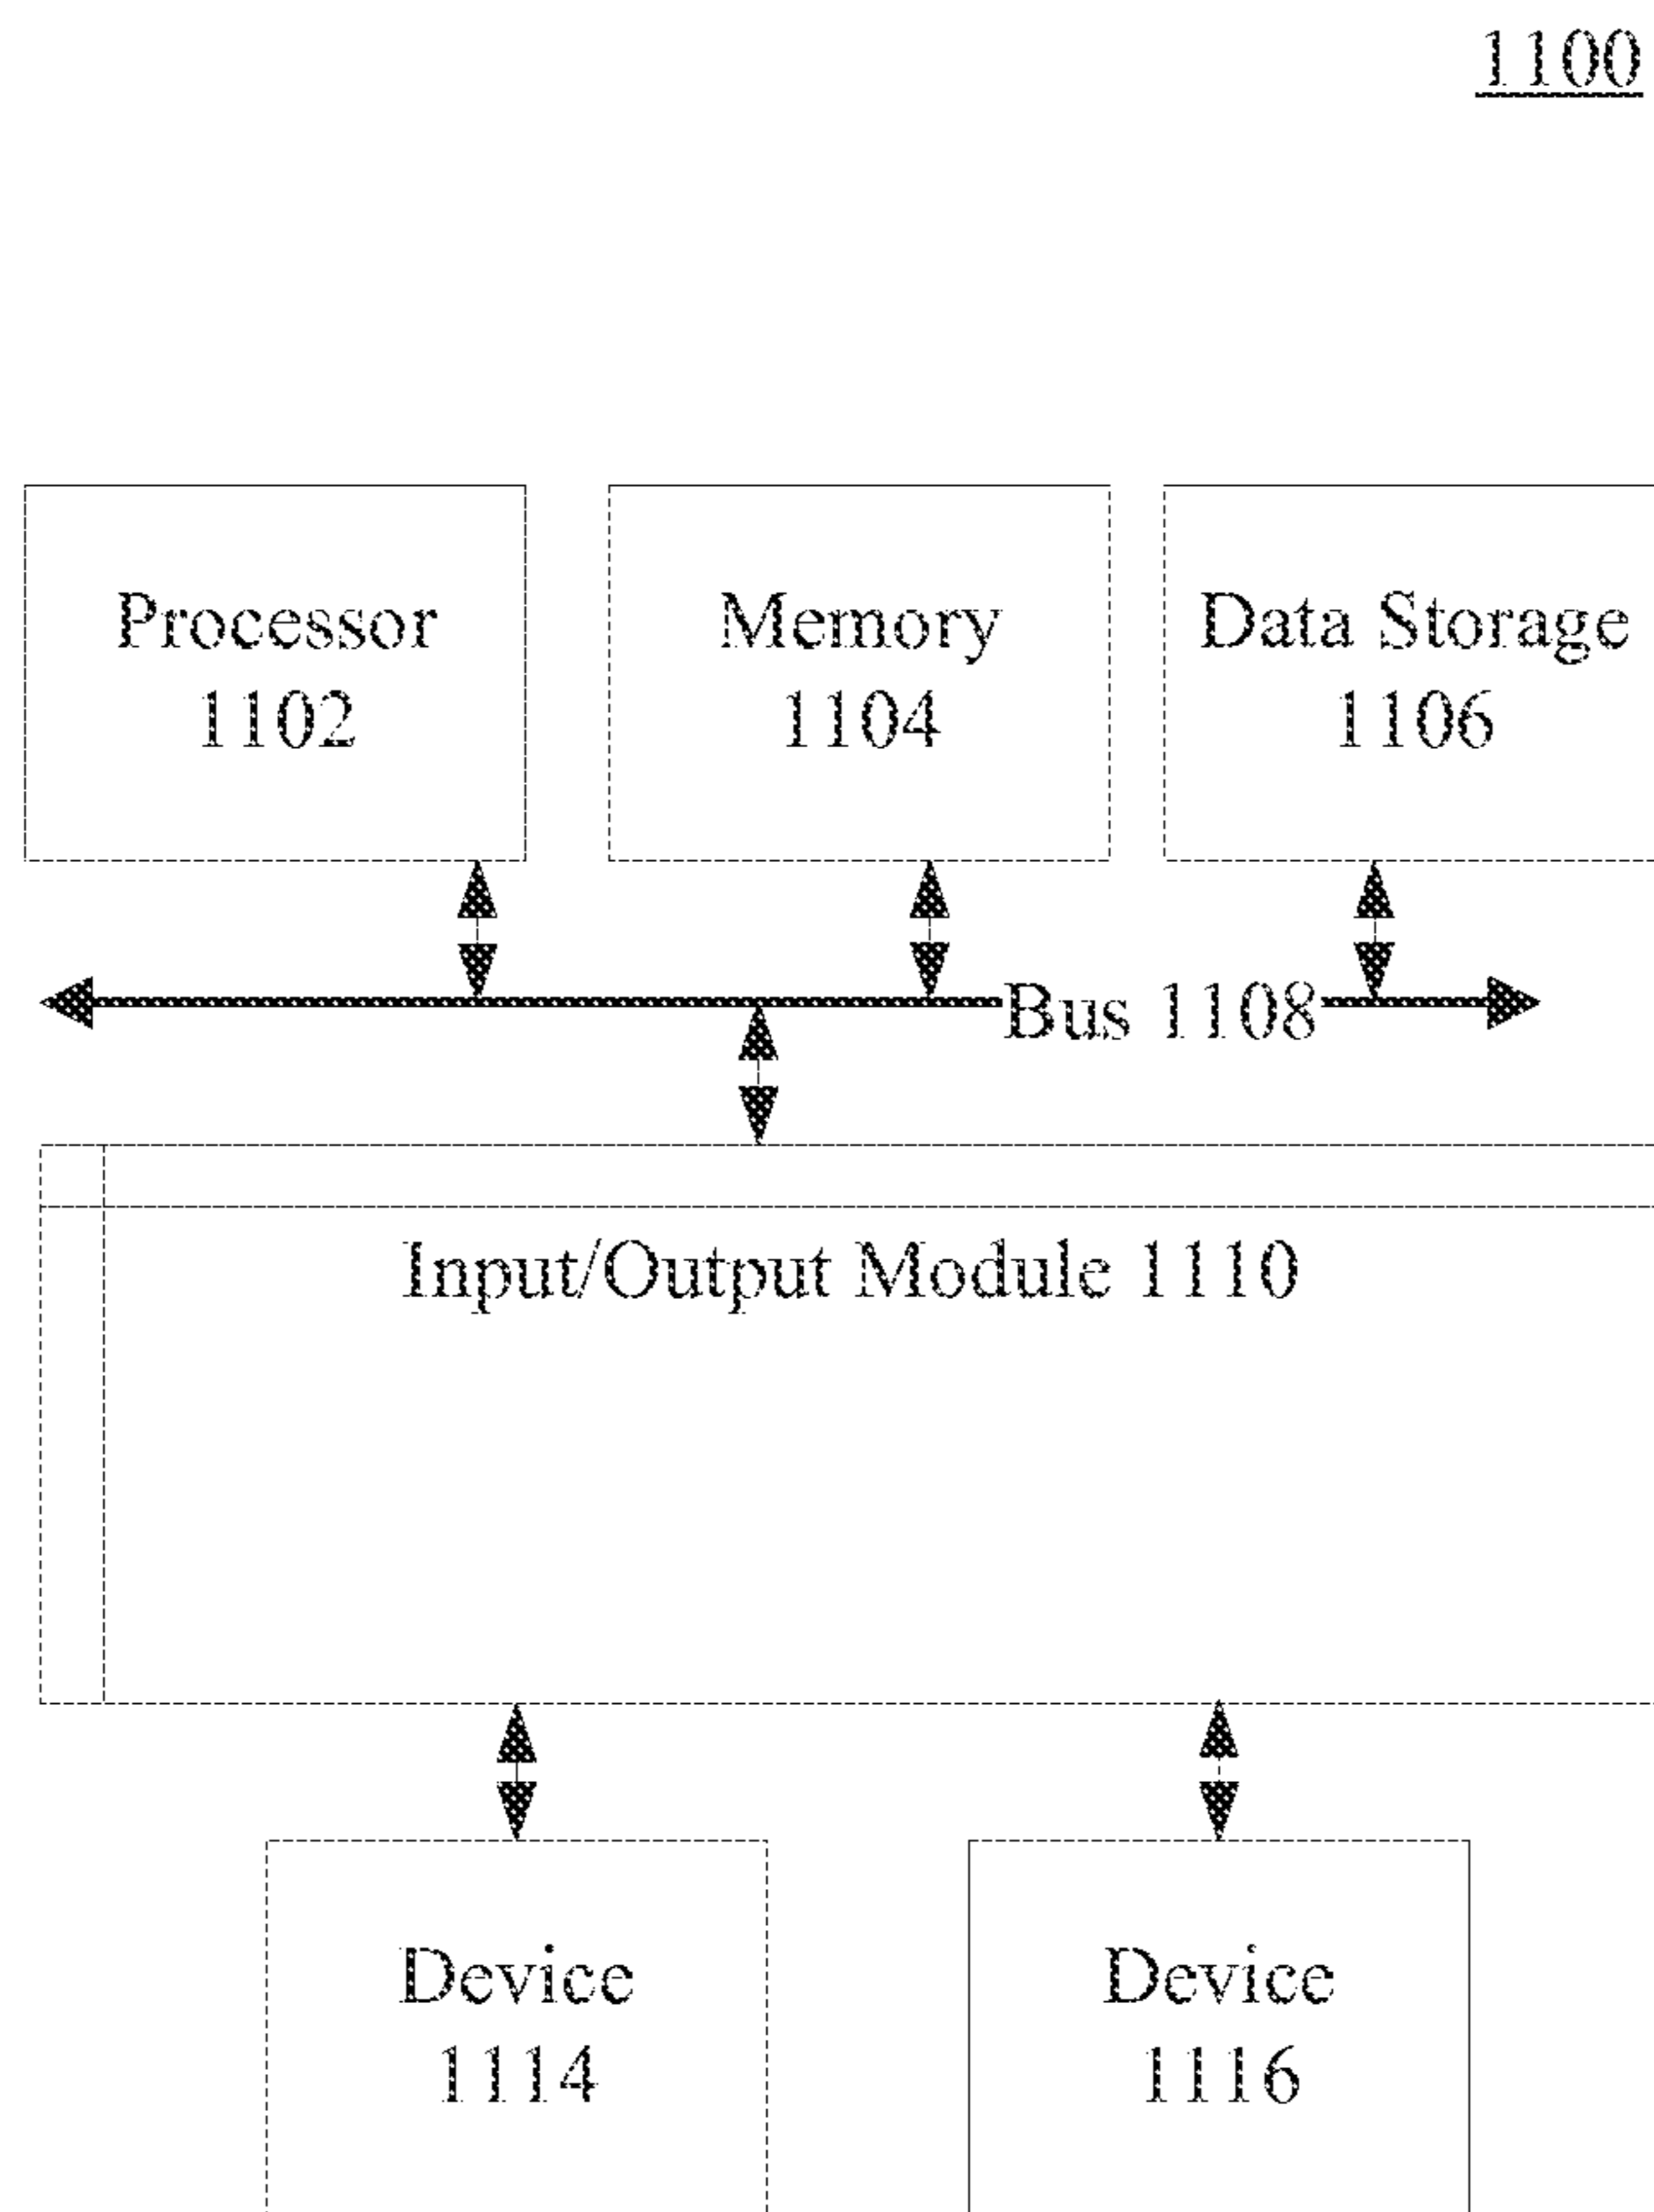 1100
Processor
1102
Memory
1104
Data Storage
1106
Bus 1108
Input/Output Module 1110
Device
1114
Device
1116